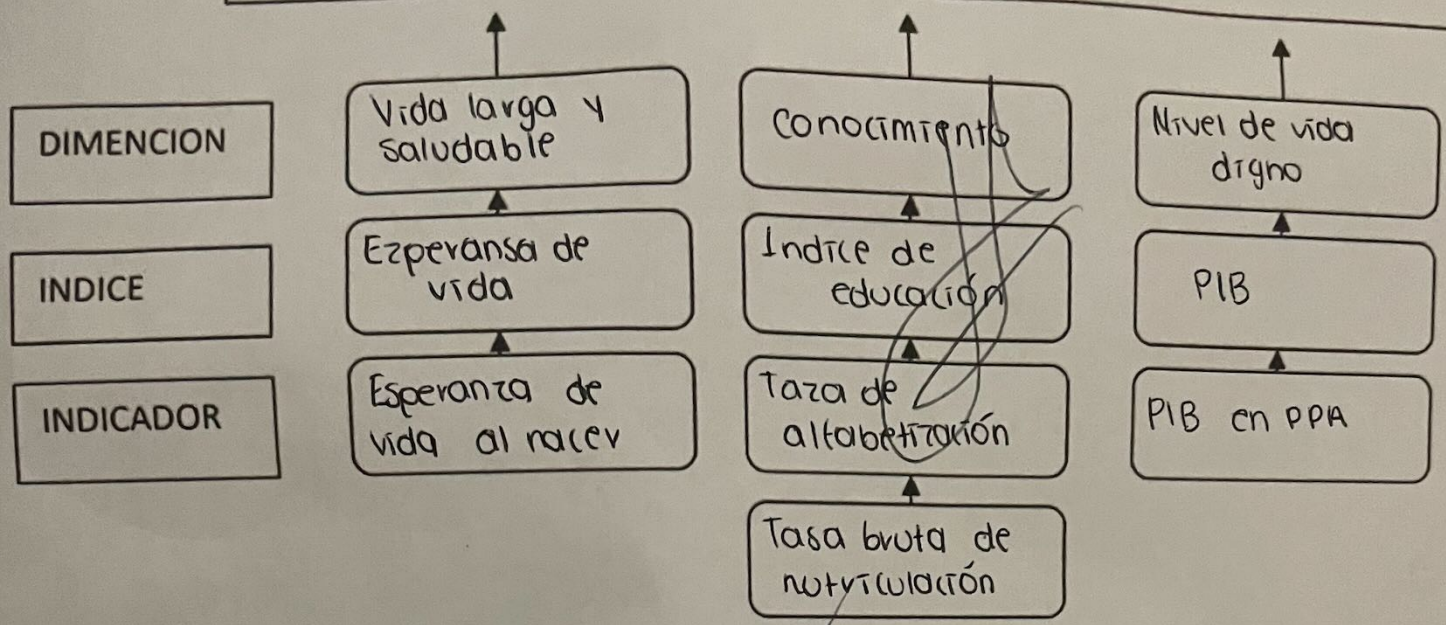 DIMENCION
Vida larga y
saludable
Conocimiento
Nivel de vida
digno
INDICE
Ezperansa de
vida
Indice de
educación
PIB
INDICADOR
Esperanza de
vida al nacer
Taza de
alfabetización
PIB en PPA
Tasa bruta de
notriculación